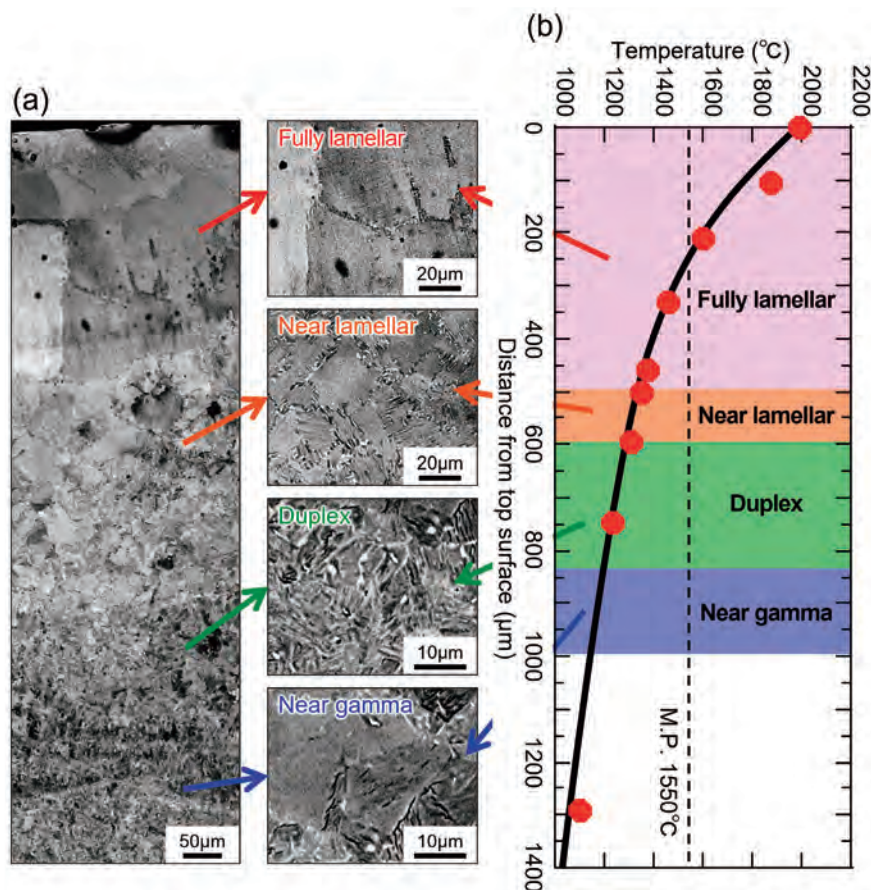 (a)
Fully lamellar
20μm
Near lamellar
20μm
Duplex
10μm
Near gamma
10μm
50μm
(b)
Temperature (℃)
1000
1200
1400
1600
1800
2000
2200
Distance from top surface (μm)
0
200
400
600
800
1000
1200
1400
Fully lamellar
Near lamellar
Duplex
Near gamma
M.P. 1550℃